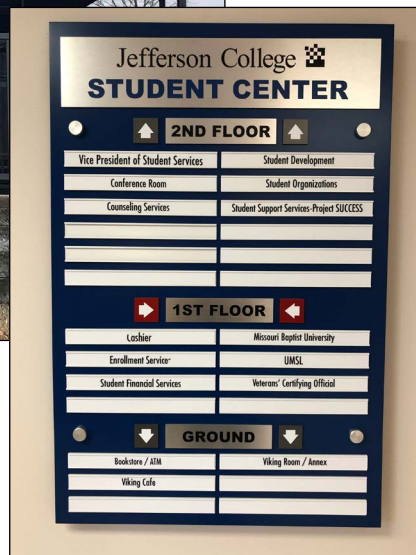 Jefferson College
STUDENT CENTER
2ND FLOOR
Vice President of Student Services
Student Development
Conference Room
Student Organizations
Counseling Services
Student Support Services-Project SUCCESS
1ST FLOOR
Cashier
Missouri Baptist University
Enrollment Service
UMSL
Student Financial Services
Veterans' Certifying Official
GROUND
Bookstore / ATM
Viking Room / Annex
Viking Cafe